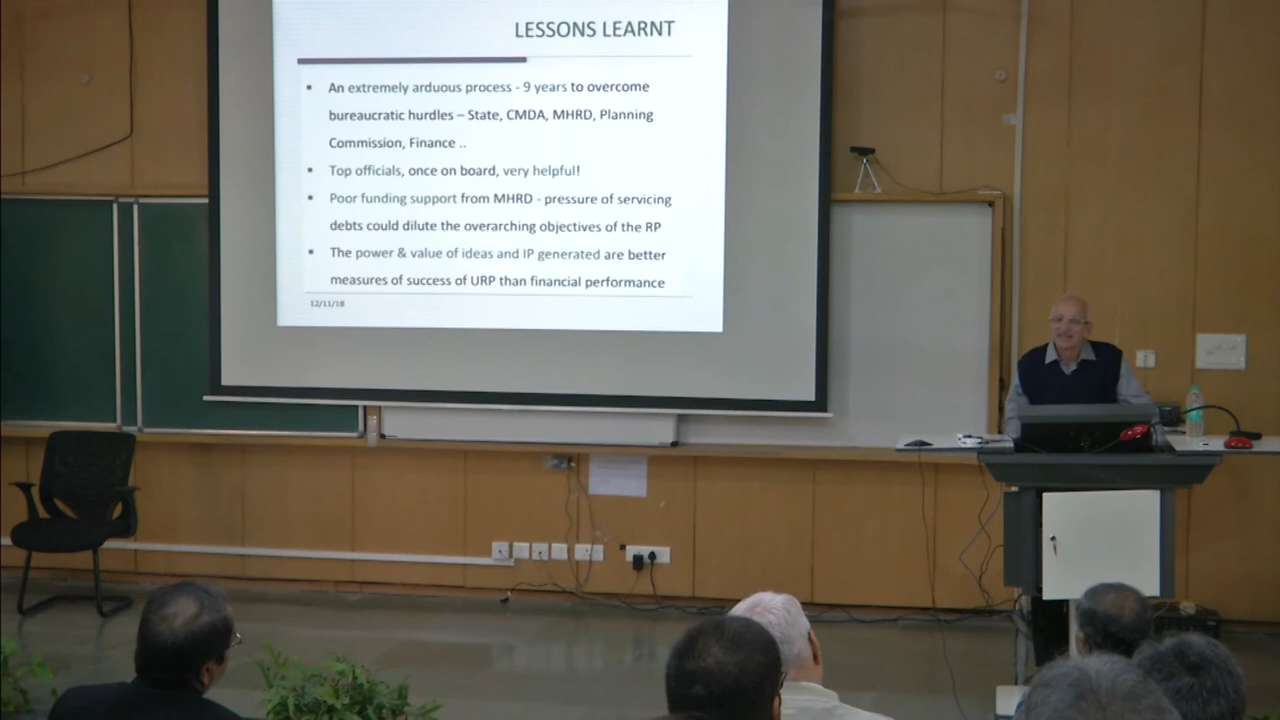 LESSONS LEARNT
▪ An extremely arduous process - 9 years to overcome
bureaucratic hurdles – State, CMDA, MHRD, Planning
Commission, Finance ..
▪ Top officials, once on board, very helpful!
▪ Poor funding support from MHRD - pressure of servicing
debts could dilute the overarching objectives of the RP
▪ The power & value of ideas and IP generated are better
measures of success of URP than financial performance
12/11/18